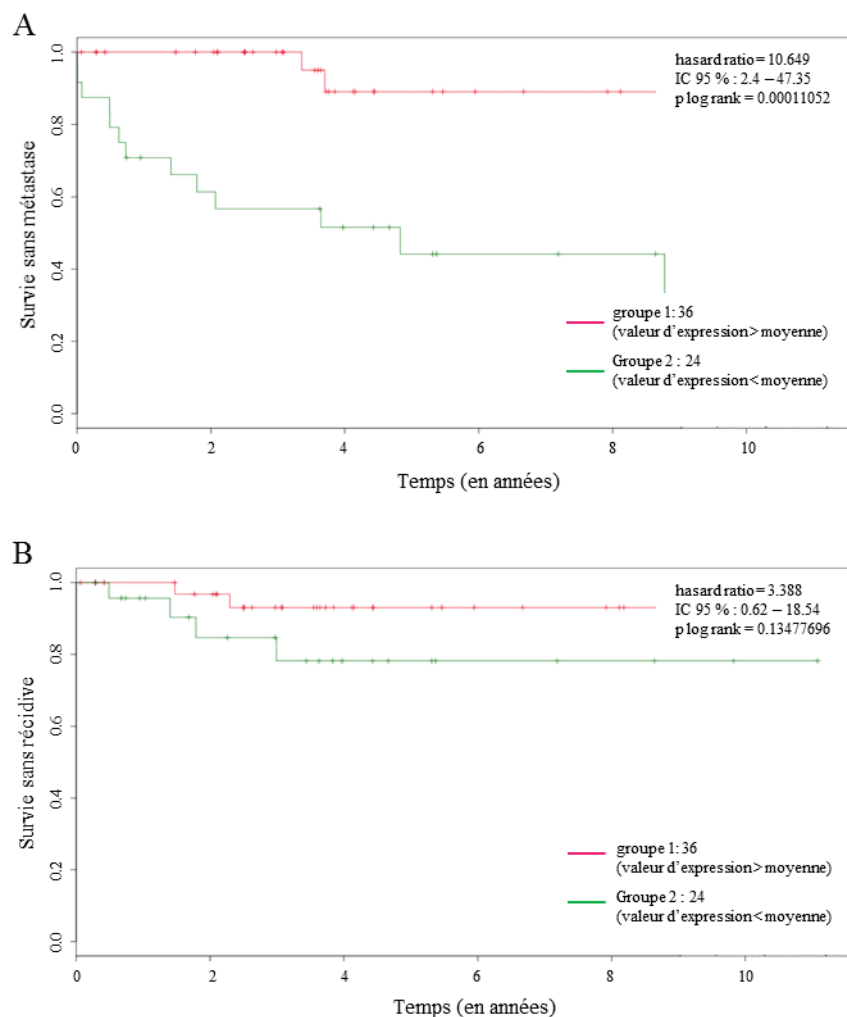 A
hasard ratio = 10.649
IC 95 % : 2.4 – 47.35
p log rank = 0.00011052
Survie sans métastase
1.0
0.8
0.6
0.4
0.2
0.0
groupe 1: 36
(valeur d'expression > moyenne)
Groupe 2 : 24
(valeur d'expression < moyenne)
0 2 4 6 8 10
Temps (en années)
B
hasard ratio = 3.388
IC 95 % : 0.62 – 18.54
p log rank = 0.13477696
Survie sans récidive
1.0
0.8
0.6
0.4
0.2
0.0
groupe 1: 36
(valeur d'expression > moyenne)
Groupe 2 : 24
(valeur d'expression < moyenne)
0 2 4 6 8 10
Temps (en années)